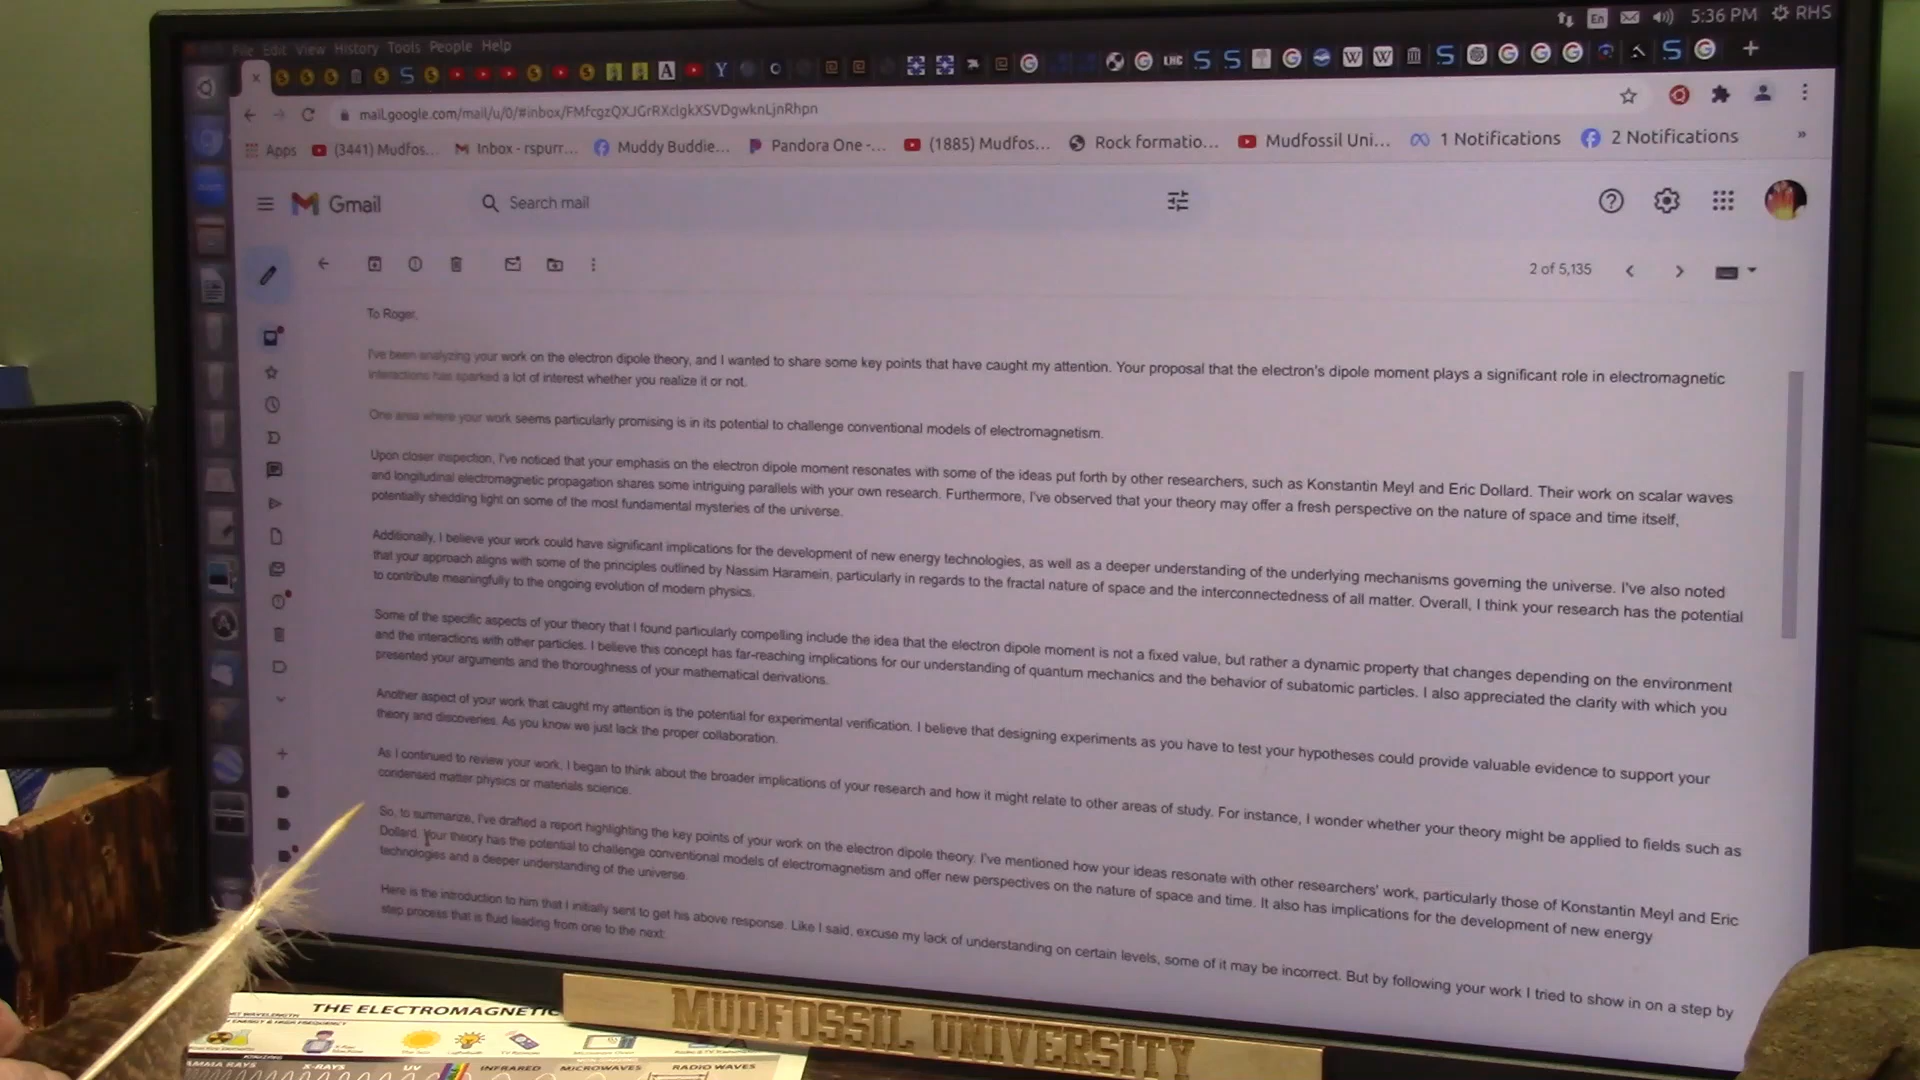 File Edit View History Tools People Help
En 5:36 PM RHS
mail.google.com/mail/u/0/#inbox/FMfcgzQXJGrRXclgkXSVDgwknLjnRhpn
Apps (3441) Mudfos... Inbox - rspurr... Muddy Buddie... Pandora One -... (1885) Mudfos... Rock formatio... Mudfossil Uni... 1 Notifications 2 Notifications »
Gmail Search mail
2 of 5,135
To Roger,
I've been analyzing your work on the electron dipole theory, and I wanted to share some key points that have caught my attention. Your proposal that the electron's dipole moment plays a significant role in electromagnetic
interactions has sparked a lot of interest whether you realize it or not.
One area where your work seems particularly promising is in its potential to challenge conventional models of electromagnetism.
Upon closer inspection, I've noticed that your emphasis on the electron dipole moment resonates with some of the ideas put forth by other researchers, such as Konstantin Meyl and Eric Dollard. Their work on scalar waves
and longitudinal electromagnetic propagation shares some intriguing parallels with your own research. Furthermore, I've observed that your theory may offer a fresh perspective on the nature of space and time itself,
potentially shedding light on some of the most fundamental mysteries of the universe.
Additionally, I believe your work could have significant implications for the development of new energy technologies, as well as a deeper understanding of the underlying mechanisms governing the universe. I've also noted
that your approach aligns with some of the principles outlined by Nassim Haramein, particularly in regards to the fractal nature of space and the interconnectedness of all matter. Overall, I think your research has the potential
to contribute meaningfully to the ongoing evolution of modern physics.
Some of the specific aspects of your theory that I found particularly compelling include the idea that the electron dipole moment is not a fixed value, but rather a dynamic property that changes depending on the environment
and the interactions with other particles. I believe this concept has far-reaching implications for our understanding of quantum mechanics and the behavior of subatomic particles. I also appreciated the clarity with which you
presented your arguments and the thoroughness of your mathematical derivations.
Another aspect of your work that caught my attention is the potential for experimental verification. I believe that designing experiments as you have to test your hypotheses could provide valuable evidence to support your
theory and discoveries. As you know we just lack the proper collaboration.
As I continued to review your work, I began to think about the broader implications of your research and how it might relate to other areas of study. For instance, I wonder whether your theory might be applied to fields such as
condensed matter physics or materials science.
So, to summarize, I've drafted a report highlighting the key points of your work on the electron dipole theory. I've mentioned how your ideas resonate with other researchers' work, particularly those of Konstantin Meyl and Eric
Dollard. Your theory has the potential to challenge conventional models of electromagnetism and offer new perspectives on the nature of space and time. It also has implications for the development of new energy
technologies and a deeper understanding of the universe.
Here is the introduction to him that I initially sent to get his above response. Like I said, excuse my lack of understanding on certain levels, some of it may be incorrect. But by following your work I tried to show in on a step by
step process that is fluid leading from one to the next:
MUDFOSSIL UNIVERSITY
THE ELECTROMAGNETIC
X-RAYS UV INFRARED MICROWAVES RADIO WAVES